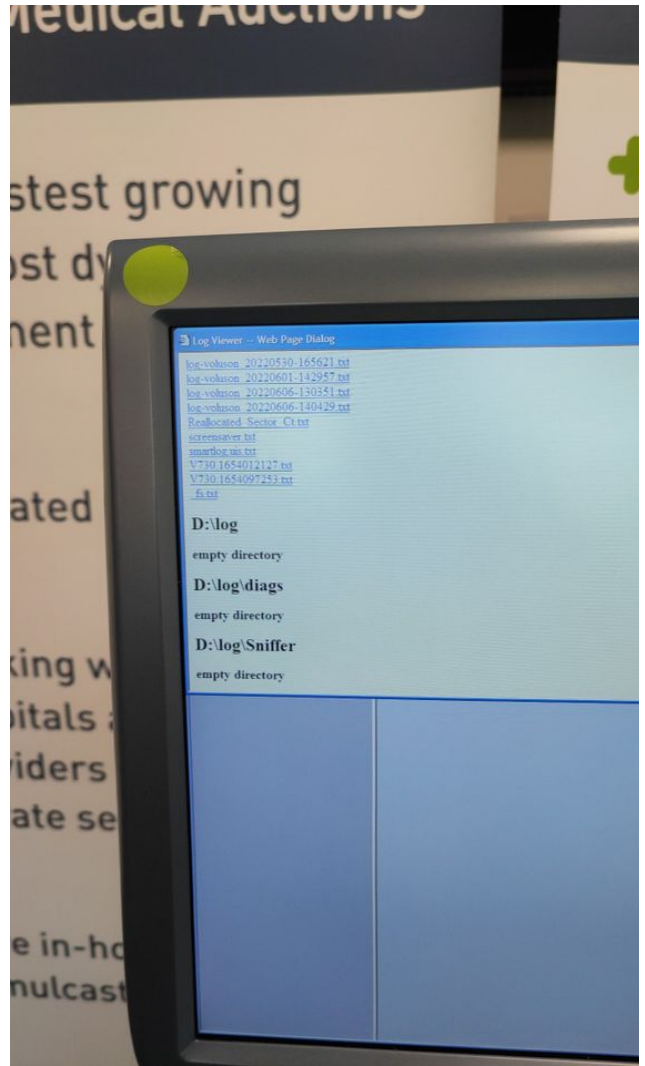 Medical Auctions
stest growing
ost dy
ment
ated
king w
pitals a
viders
ate se
e in-ho
mulcast
Log Viewer -- Web Page Dialog
log-voluson_20220530-165621.txt
log-voluson_20220601-142957.txt
log-voluson_20220606-130351.txt
log-voluson_20220606-140429.txt
Reallocated_Sector_Ct.txt
screensaver.txt
smartlog.uis.txt
V730.1654012127.txt
V730.1654097253.txt
_fs.txt
D:\log
empty directory
D:\log\diags
empty directory
D:\log\Sniffer
empty directory